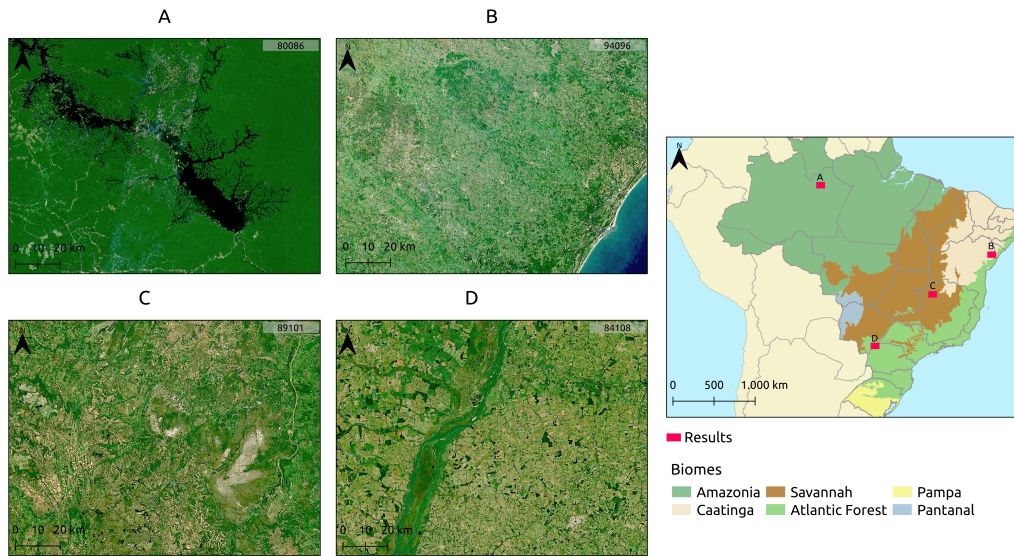 A
B
N
80086
0 10 20 km
N
94096
0 10 20 km
C
D
N
89101
0 10 20 km
N
84108
0 10 20 km
N
A
B
C
D
0 500 1,000 km
Results
Biomes
Amazonia Savannah Pampa
Caatinga Atlantic Forest Pantanal